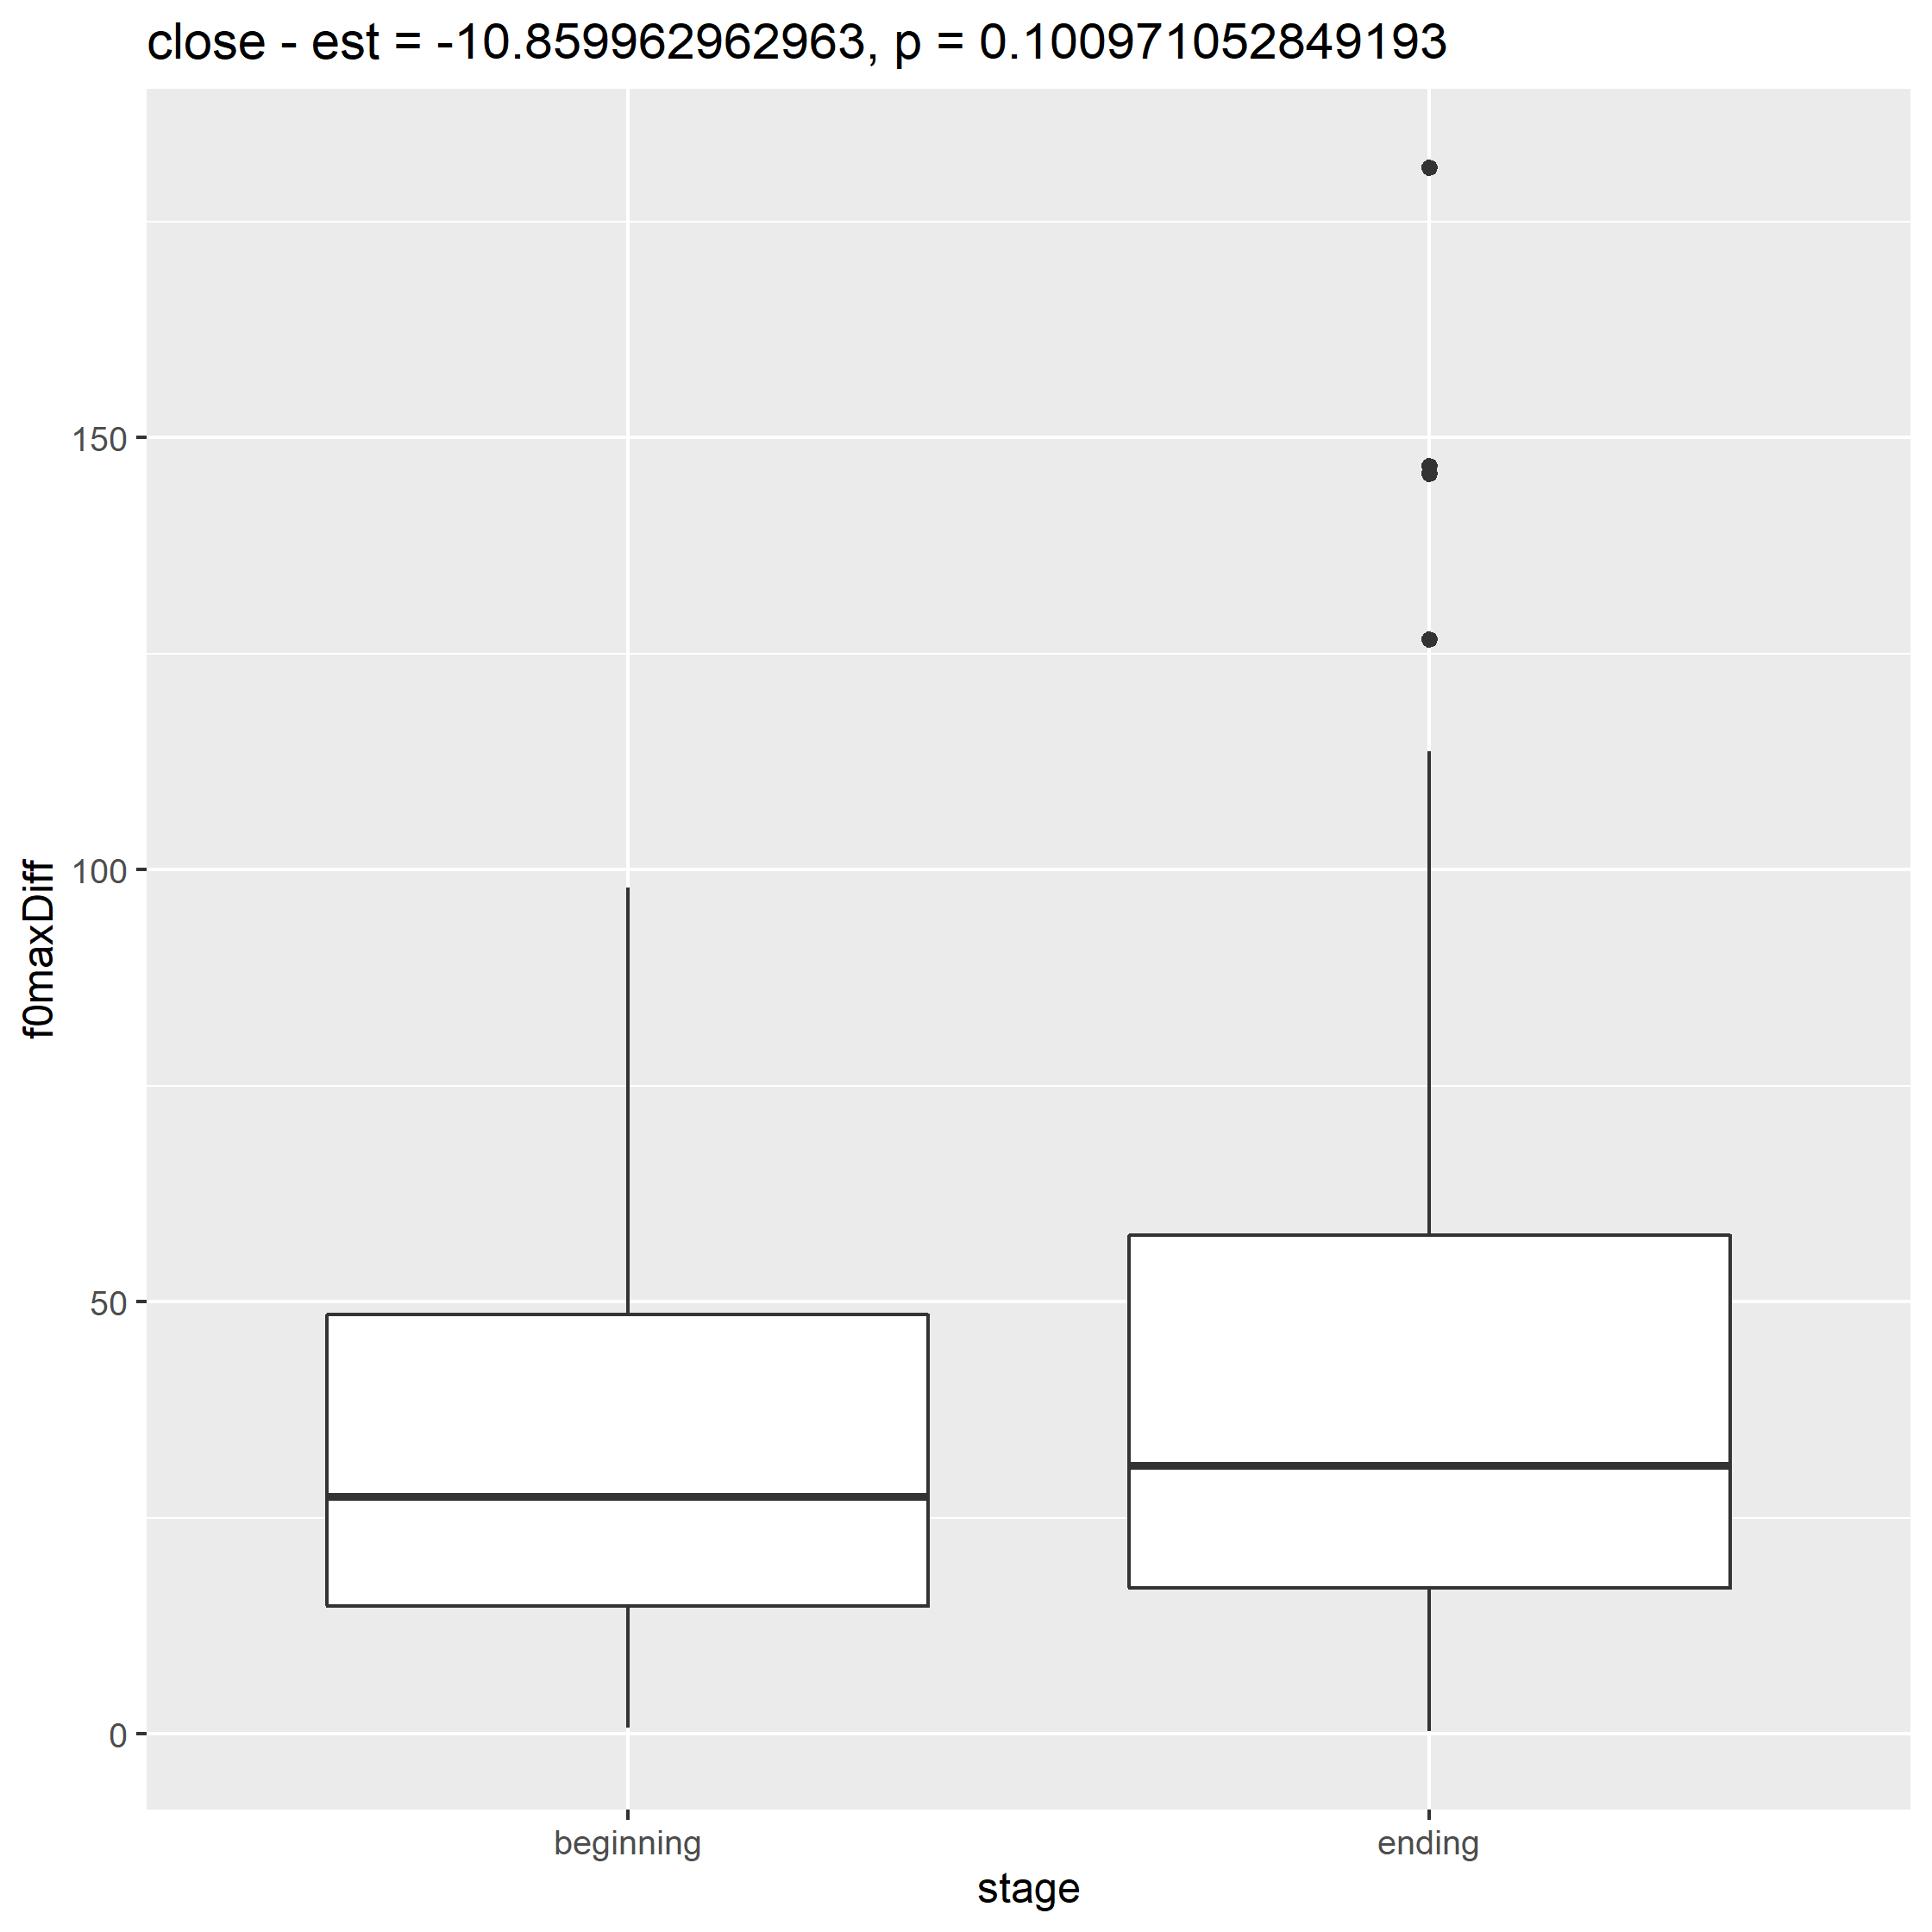 close - est = -10.859962962963, p = 0.100971052849193
f0maxDiff
150
100
50
0
beginning ending
stage